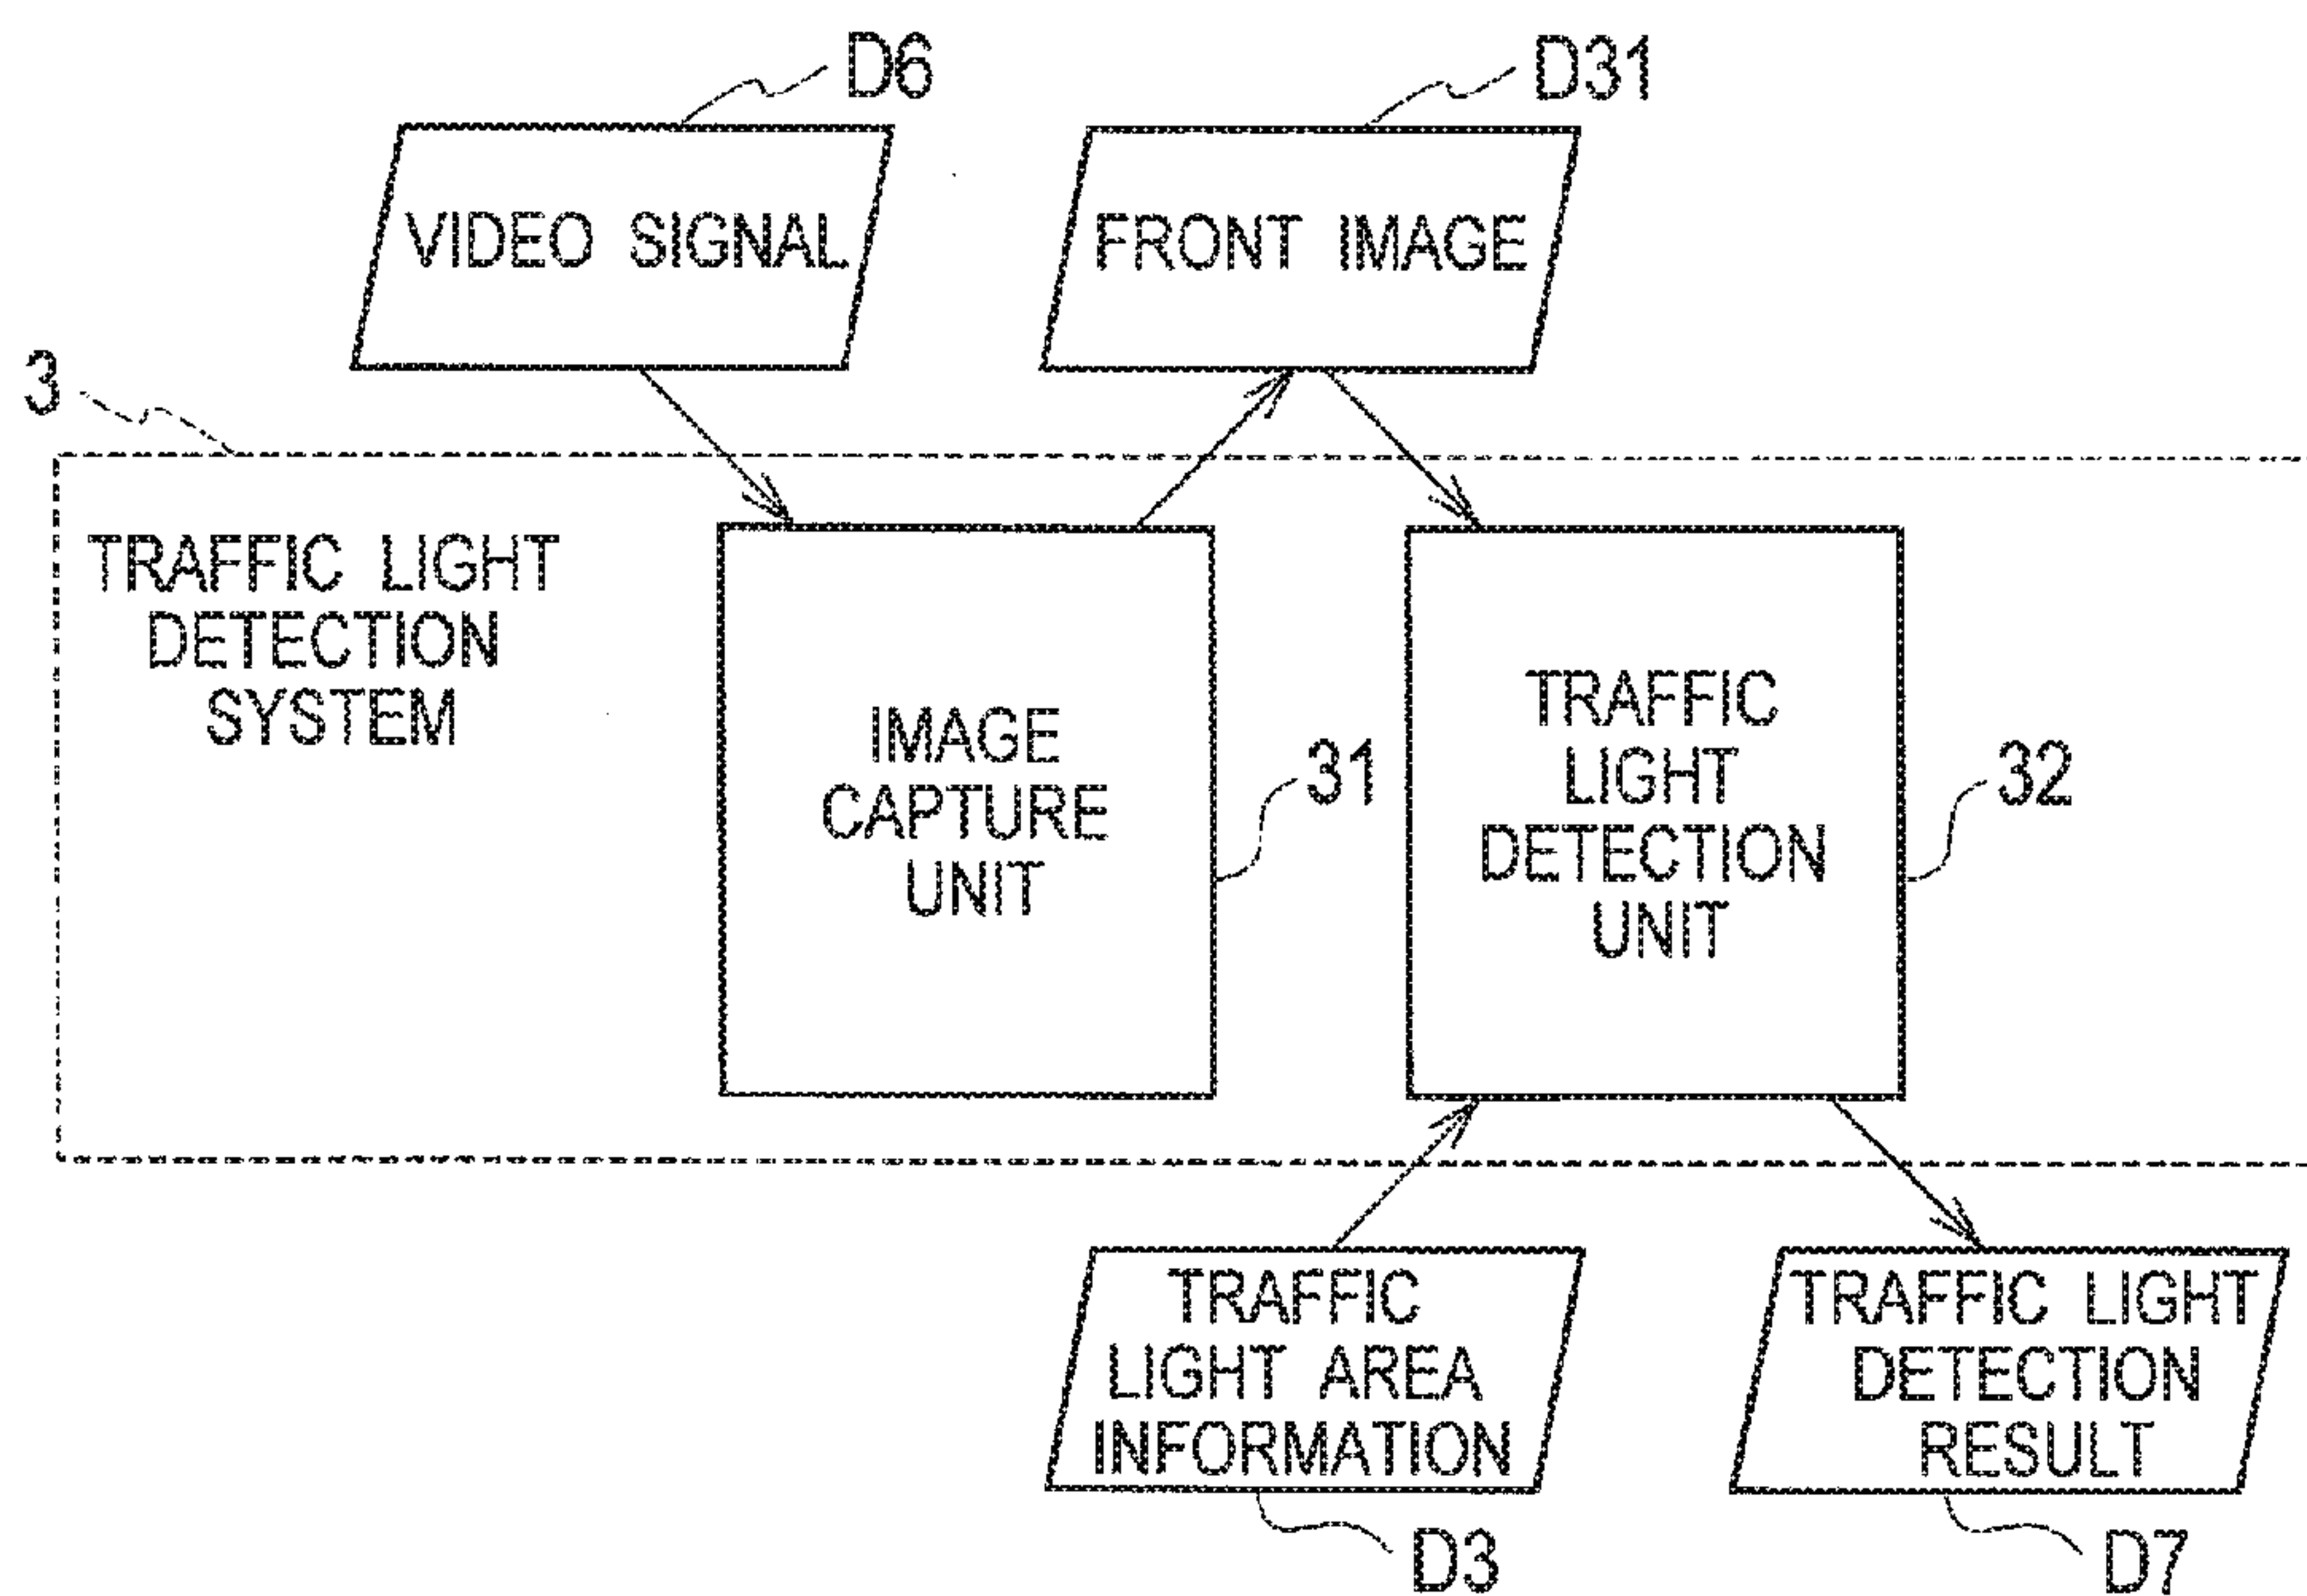 D6
D31
VIDEO SIGNAL
FRONT IMAGE
3
TRAFFIC LIGHT
DETECTION
SYSTEM
IMAGE
CAPTURE
UNIT
31
TRAFFIC
LIGHT
DETECTION
UNIT
32
TRAFFIC
LIGHT AREA
INFORMATION
TRAFFIC LIGHT
DETECTION
RESULT
D3
D7